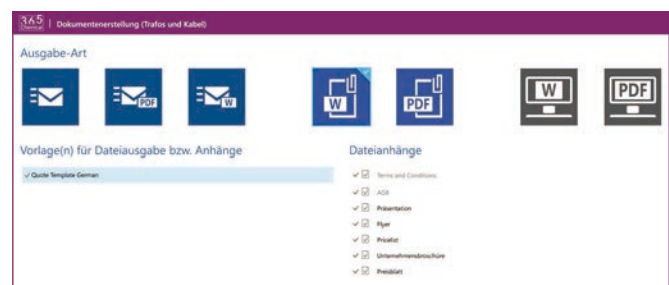 365 | Dokumentenerstellung (Trafos und Kabel)
Chemical
Ausgabe-Art
PDF
W
W
PDF
W
PDF
Vorlage(n) für Dateiausgabe bzw. Anhänge
Dateianhänge
Quote Template German
Terms and Conditions
AGB
Präsentation
Flyer
Pricelist
Unternehmensbroschüre
Preisblatt